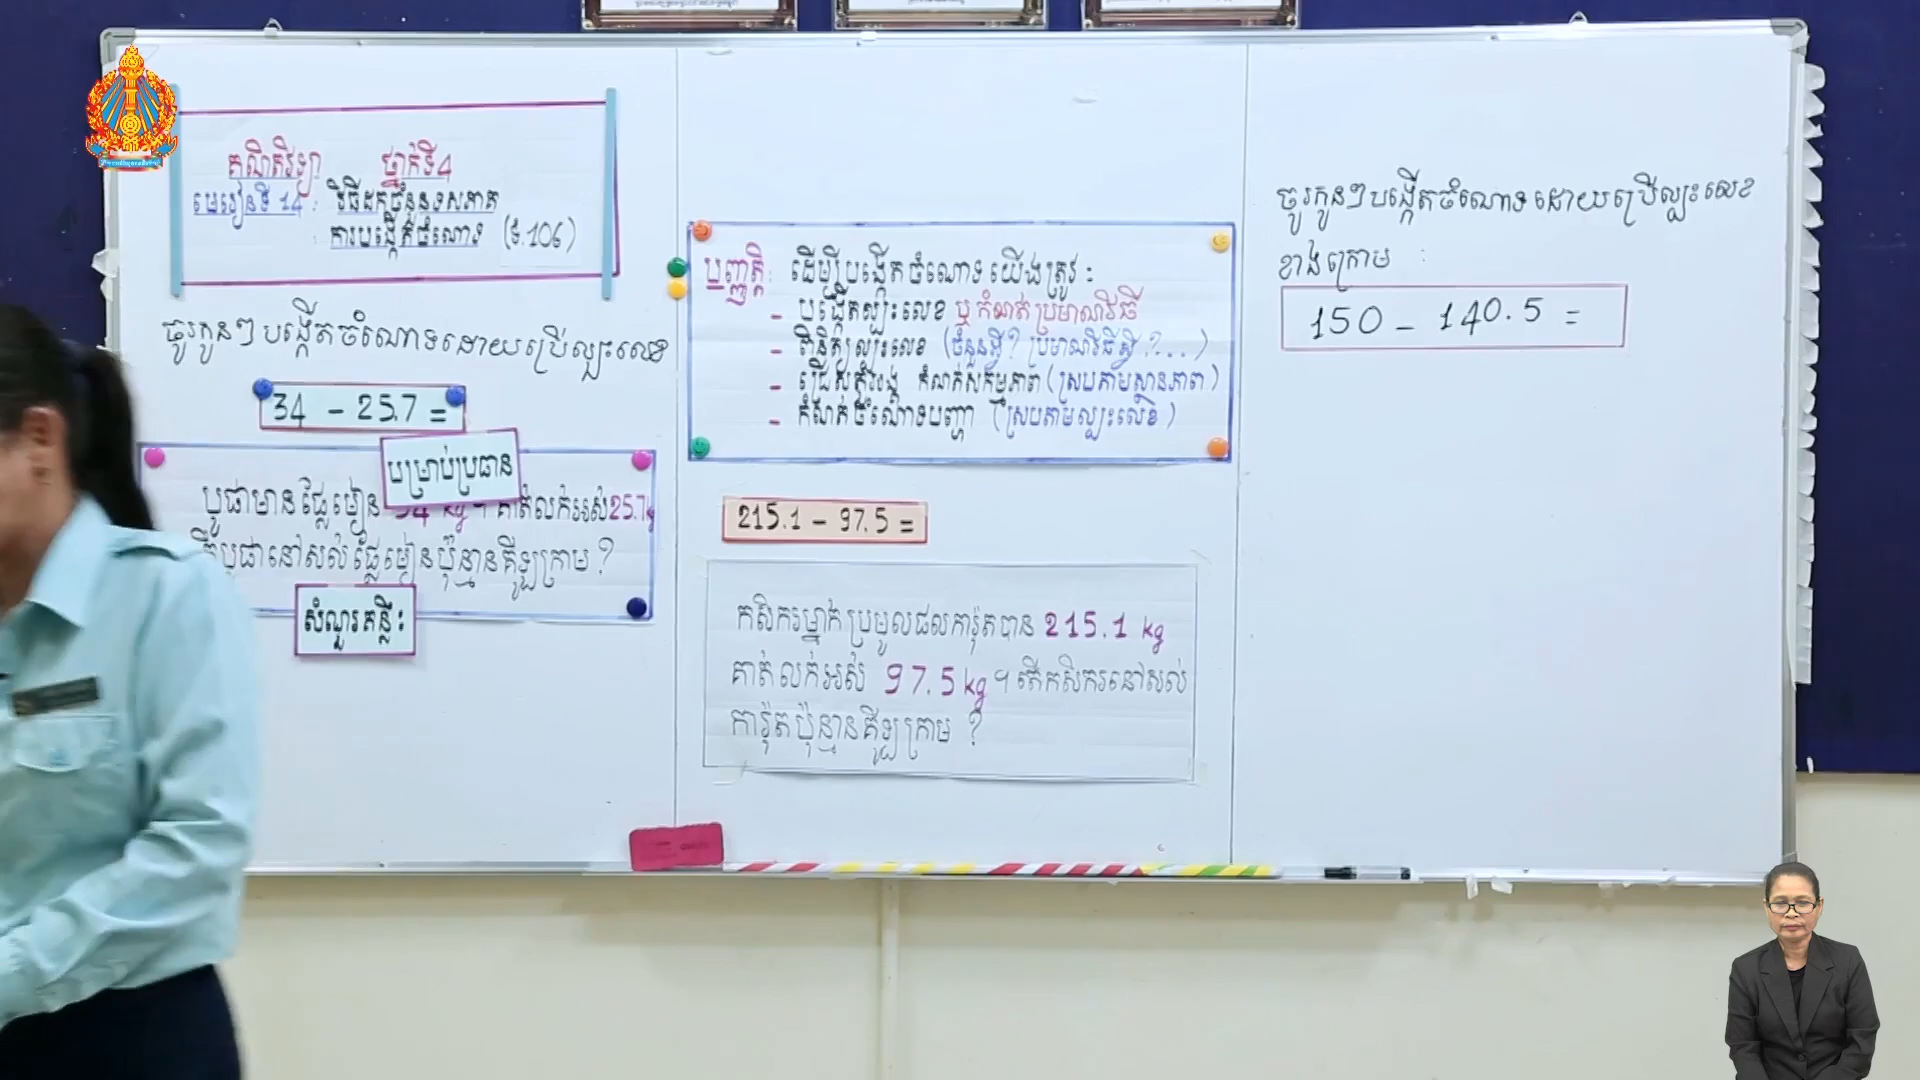 គណិតវិទ្យា ថ្នាក់ទី4
មេរៀនទី 14 : វិធីដកចំនួនទសភាគ
: ការបង្កើតចំណោទ (ទំ.106)
ចូរកូនៗបង្កើតចំណោទដោយប្រើល្បះលេខ
34 - 25.7 =
បម្រាប់ប្រធាន
បូផាមានផ្លែមៀន 34 kg ។ គាត់លក់អស់25.7kg
តើបូផានៅសល់ផ្លែមៀនប៉ុន្មានគីឡូក្រាម ?
សំណួរគន្លឹះ
បញ្ញត្តិ: ដើម្បីបង្កើតចំណោទ យើងត្រូវ :
- បង្កើតល្បះលេខ ឬ កំណត់ប្រមាណវិធី
- ពិនិត្យល្បះលេខ (ចំនួនអ្វី? ប្រមាណវិធីអ្វី ?...)
- ជ្រើសតួអង្គ កំណត់សកម្មភាព (ស្របតាមស្ថានភាព)
- កំណត់ចំណោទបញ្ហា (ស្របតាមល្បះលេខ)
215.1 - 97.5 =
កសិករម្នាក់ប្រមូលផលការ៉ុតបាន 215.1 kg
គាត់លក់អស់ 97.5 kg ។ តើកសិករនៅសល់
ការ៉ុតប៉ុន្មានគីឡូក្រាម ?
ចូរកូនៗបង្កើតចំណោទដោយប្រើល្បះលេខ
ខាងក្រោម :
150 - 140.5 =